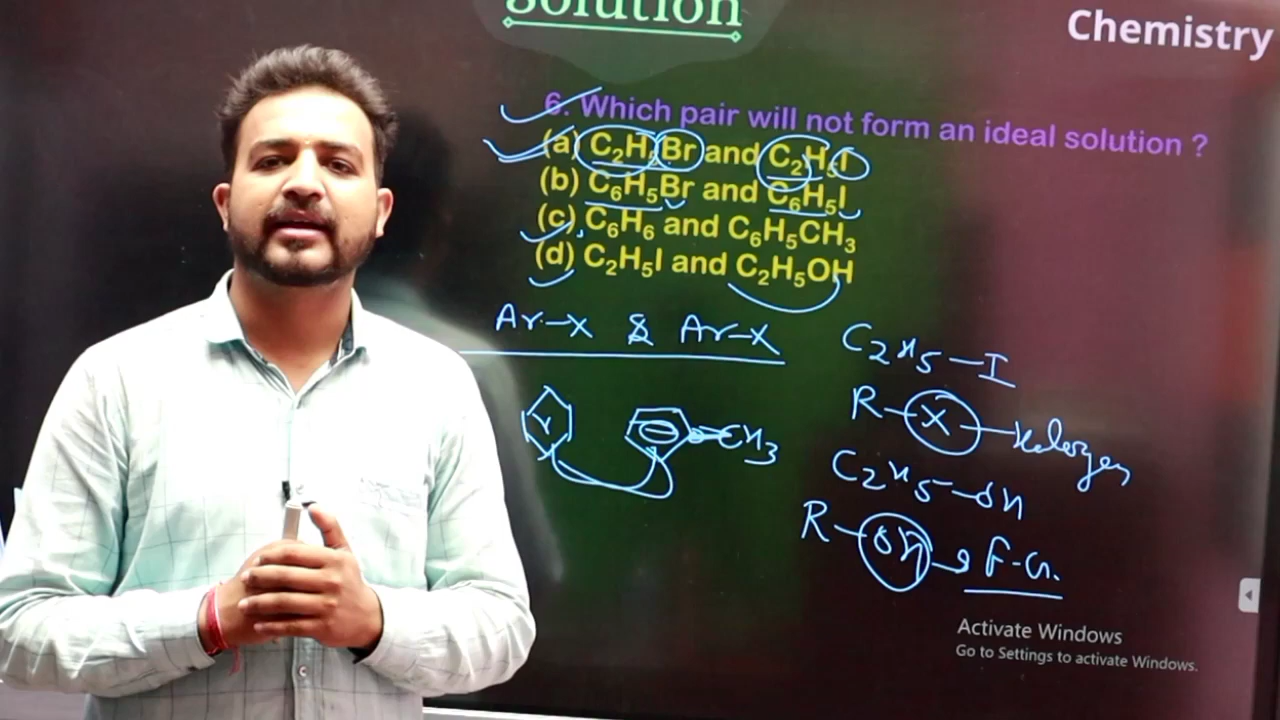 solution
Chemistry
6. Which pair will not form an ideal solution ?
(a) C₂H₅Br and C₂H₅I
(b) C₆H₅Br and C₆H₅I
(c) C₆H₆ and C₆H₅CH₃
(d) C₂H₅I and C₂H₅OH
Ar-X & Ar-X
CH₃
C₂H₅-I
R-X-Halogen
C₂H₅-OH
R-OH → F.G.
Activate Windows
Go to Settings to activate Windows.